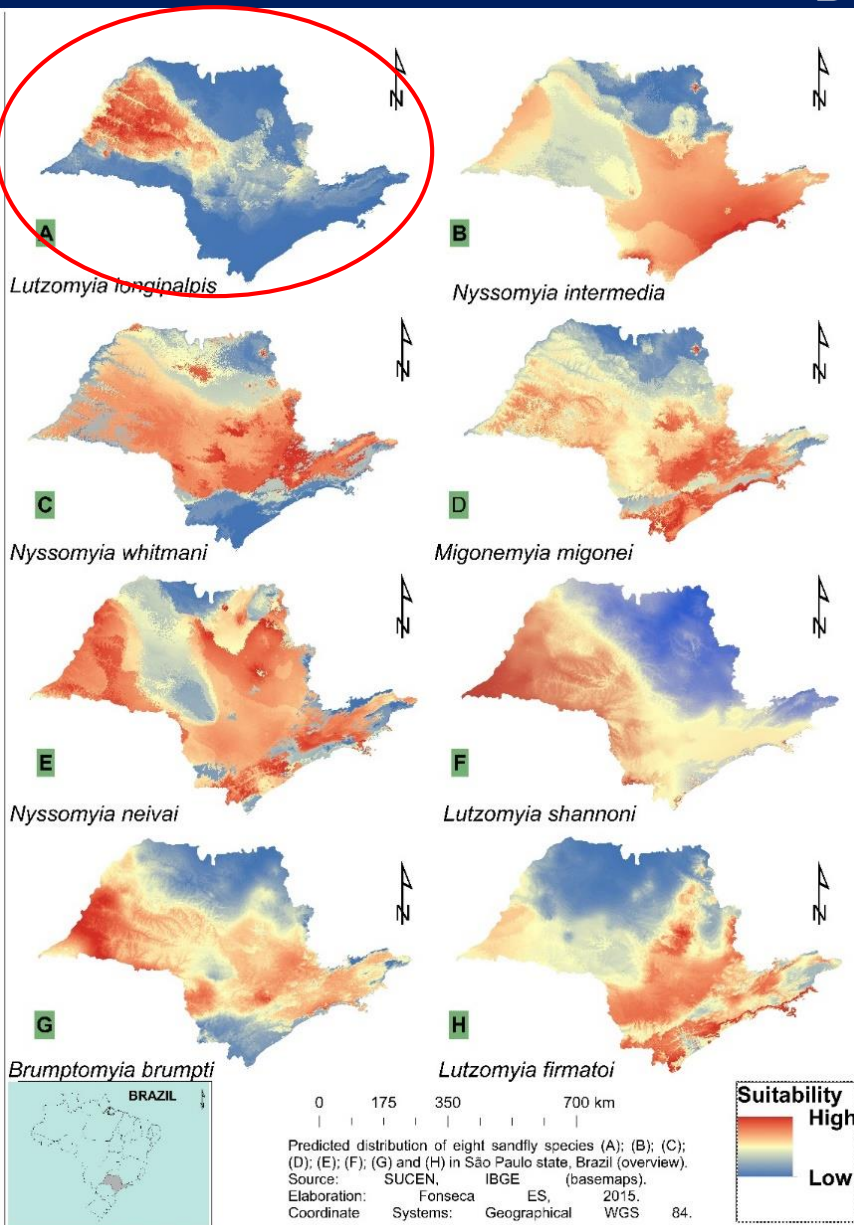 N
N
A
B
Lutzomyia longipalpis
Nyssomyia intermedia
N
N
C
D
Nyssomyia whitmani
Migonemyia migonei
N
N
E
F
Nyssomyia neivai
Lutzomyia shannoni
N
N
G
H
Brumptomyia brumpti
Lutzomyia firmatoi
BRAZIL
0 175 350 700 km
Predicted distribution of eight sandfly species (A); (B); (C);
(D); (E); (F); (G) and (H) in São Paulo state, Brazil (overview).
Source: SUCEN, IBGE (basemaps).
Elaboration: Fonseca ES, 2015.
Coordinate Systems: Geographical WGS 84.
Suitability
High
Low